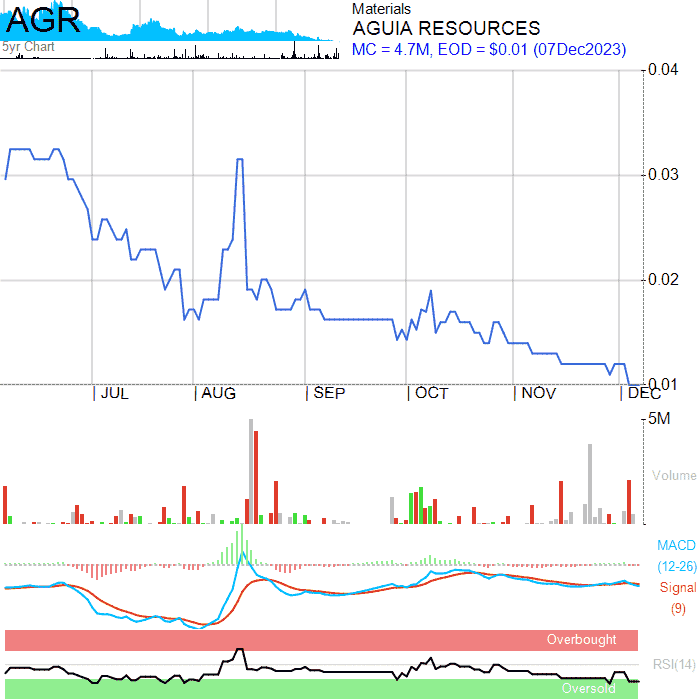 AGR
5yr Chart
Materials
AGUIA RESOURCES
MC = 4.7M, EOD = $0.01 (07Dec2023)
0.04
0.03
0.02
0.01
JUL AUG SEP OCT NOV DEC
5M
Volume
MACD
(12-26)
Signal
(9)
Overbought
RSI(14)
Oversold